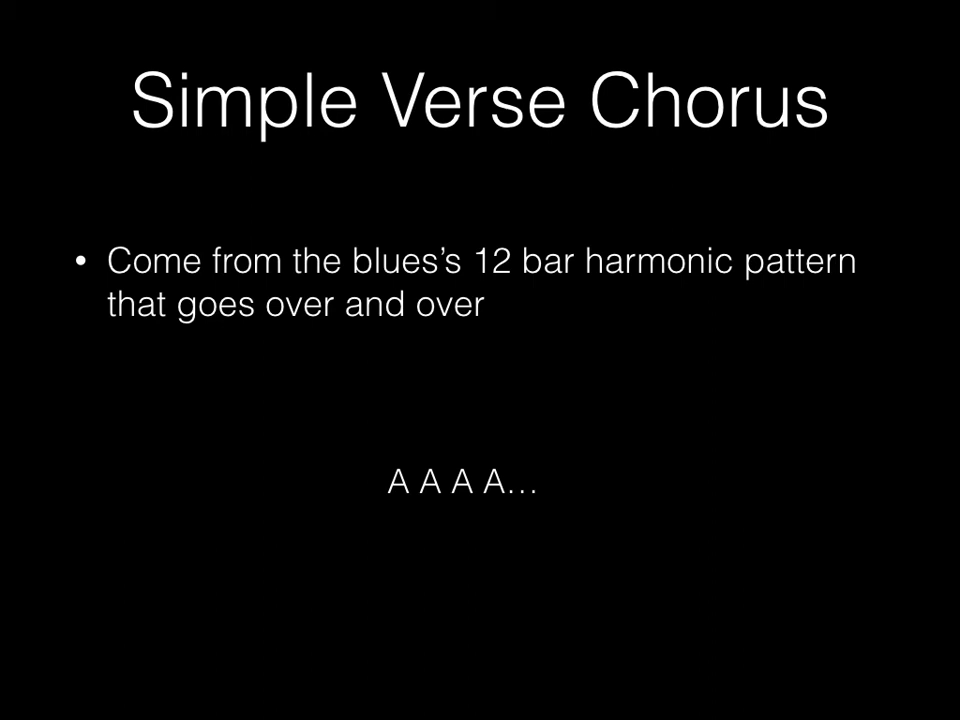 Simple Verse Chorus
• Come from the blues’s 12 bar harmonic pattern
that goes over and over
A A A A…